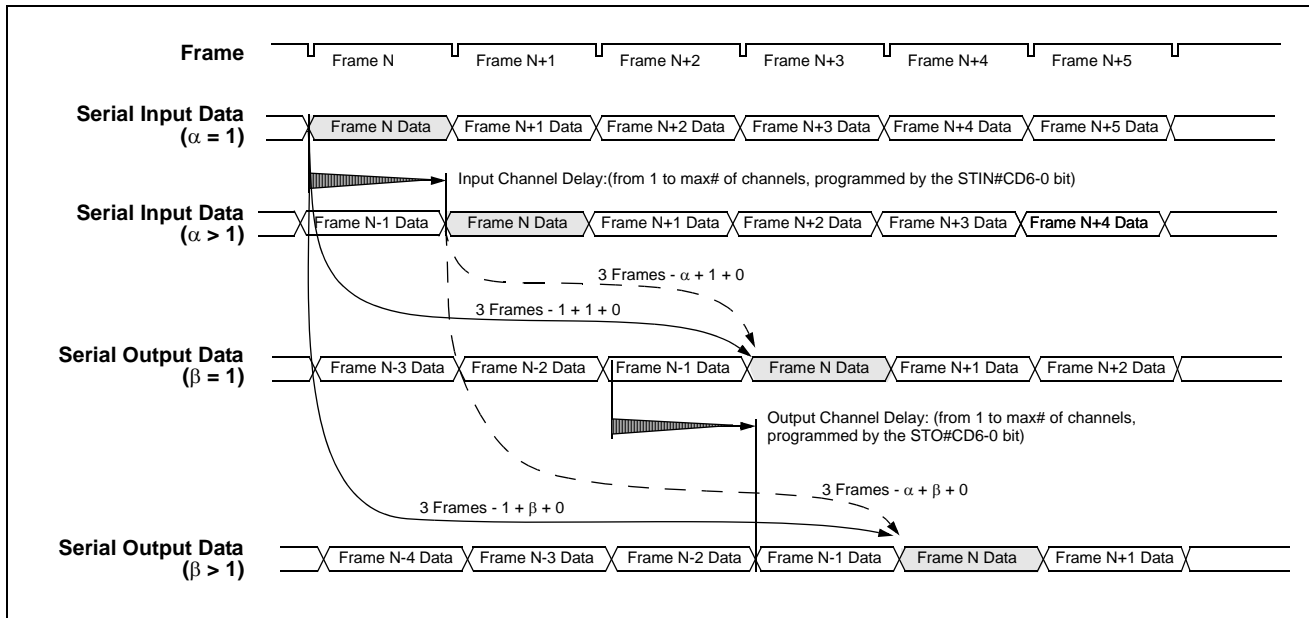 Frame
Frame N
Frame N+1
Frame N+2
Frame N+3
Frame N+4
Frame N+5
Serial Input Data
(α = 1)
Frame N Data
Frame N+1 Data
Frame N+2 Data
Frame N+3 Data
Frame N+4 Data
Frame N+5 Data
Input Channel Delay:(from 1 to max# of channels, programmed by the STIN#CD6-0 bit)
Serial Input Data
(α > 1)
Frame N-1 Data
Frame N Data
Frame N+1 Data
Frame N+2 Data
Frame N+3 Data
Frame N+4 Data
3 Frames - α + 1 + 0
3 Frames - 1 + 1 + 0
Serial Output Data
(β = 1)
Frame N-3 Data
Frame N-2 Data
Frame N-1 Data
Frame N Data
Frame N+1 Data
Frame N+2 Data
Output Channel Delay: (from 1 to max# of channels,
programmed by the STO#CD6-0 bit)
3 Frames - α + β + 0
3 Frames - 1 + β + 0
Serial Output Data
(β > 1)
Frame N-4 Data
Frame N-3 Data
Frame N-2 Data
Frame N-1 Data
Frame N Data
Frame N+1 Data